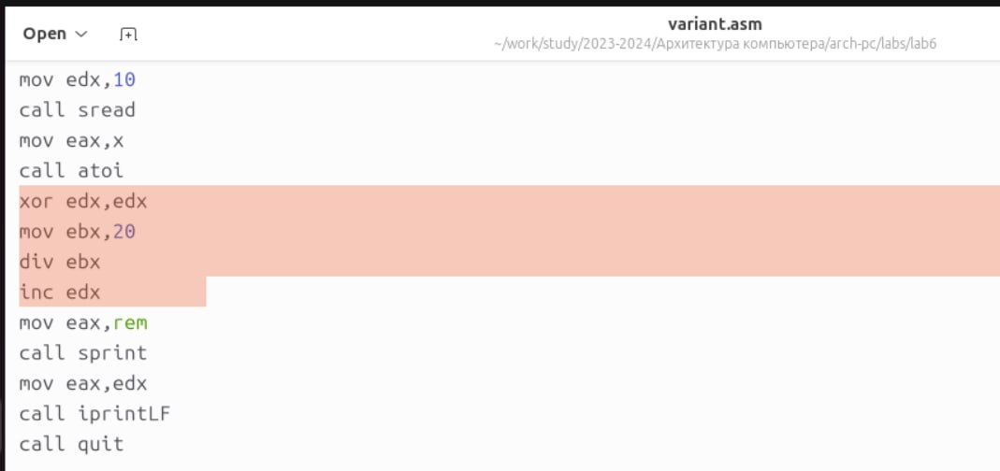 Open
variant.asm
~/work/study/2023-2024/Архитектура компьютера/arch-pc/labs/lab6
mov edx,10
call sread
mov eax,x
call atoi
xor edx,edx
mov ebx,20
div ebx
inc edx
mov eax,rem
call sprint
mov eax,edx
call iprintLF
call quit